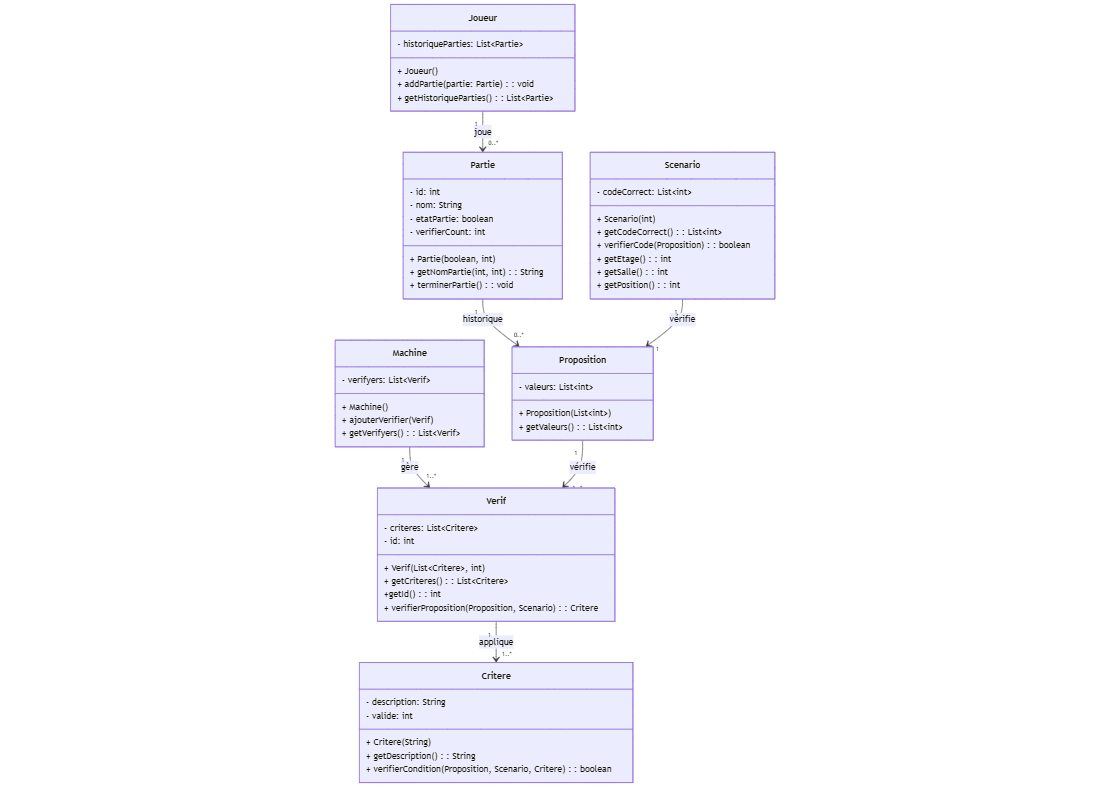 Joueur
- historiqueParties: List<Partie>
+ Joueur()
+ addPartie(partie: Partie) : : void
+ getHistoriqueParties() : : List<Partie>
1
joue
0..*
Partie
- id: int
- nom: String
- etatPartie: boolean
- verifierCount: int
+ Partie(boolean, int)
+ getNomPartie(int, int) : : String
+ terminerPartie() : : void
Scenario
- codeCorrect: List<int>
+ Scenario(int)
+ getCodeCorrect() : : List<int>
+ verifierCode(Proposition) : : boolean
+ getEtage() : : int
+ getSalle() : : int
+ getPosition() : : int
1
historique
0..*
1
vérifie
1
Machine
- verifyers: List<Verif>
+ Machine()
+ ajouterVerifier(Verif)
+ getVerifyers() : : List<Verif>
Proposition
- valeurs: List<int>
+ Proposition(List<int>)
+ getValeurs() : : List<int>
1
gère
1..*
1
vérifie
Verif
- criteres: List<Critere>
- id: int
+ Verif(List<Critere>, int)
+ getCriteres() : : List<Critere>
+getId() : : int
+ verifierProposition(Proposition, Scenario) : : Critere
1
applique
1..*
Critere
- description: String
- valide: int
+ Critere(String)
+ getDescription() : : String
+ verifierCondition(Proposition, Scenario, Critere) : : boolean